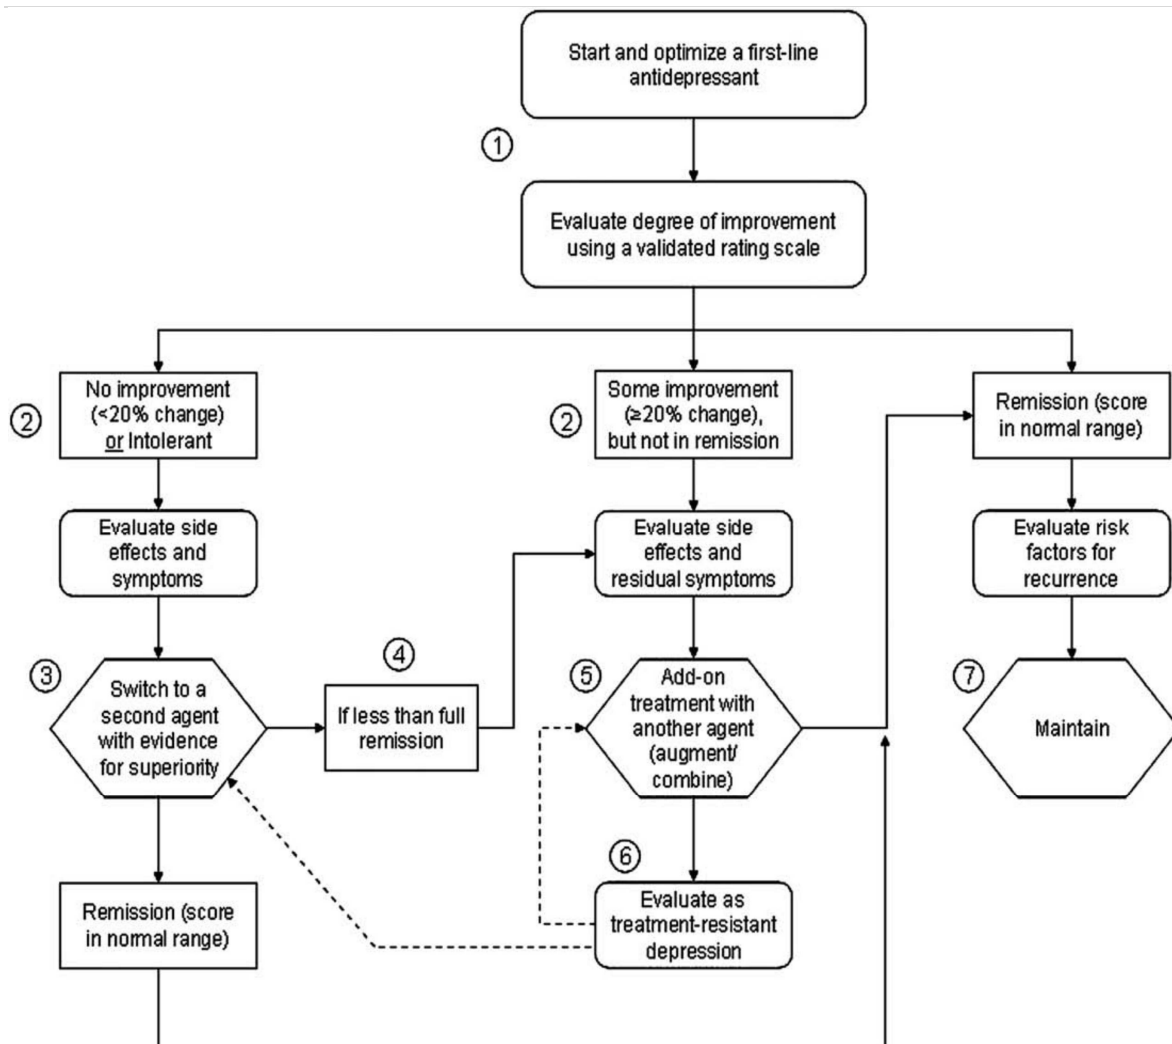 Start and optimize a first-line
antidepressant
①
Evaluate degree of improvement
using a validated rating scale
②
No improvement
(<20% change)
or Intolerant
②
Some improvement
(≥20% change),
but not in remission
Remission (score
in normal range)
Evaluate side
effects and
symptoms
Evaluate side
effects and
residual symptoms
Evaluate risk
factors for
recurrence
③
Switch to a
second agent
with evidence
for superiority
④
If less than full
remission
⑤
Add-on
treatment with
another agent
(augment/
combine)
⑦
Maintain
Remission (score
in normal range)
⑥
Evaluate as
treatment-resistant
depression